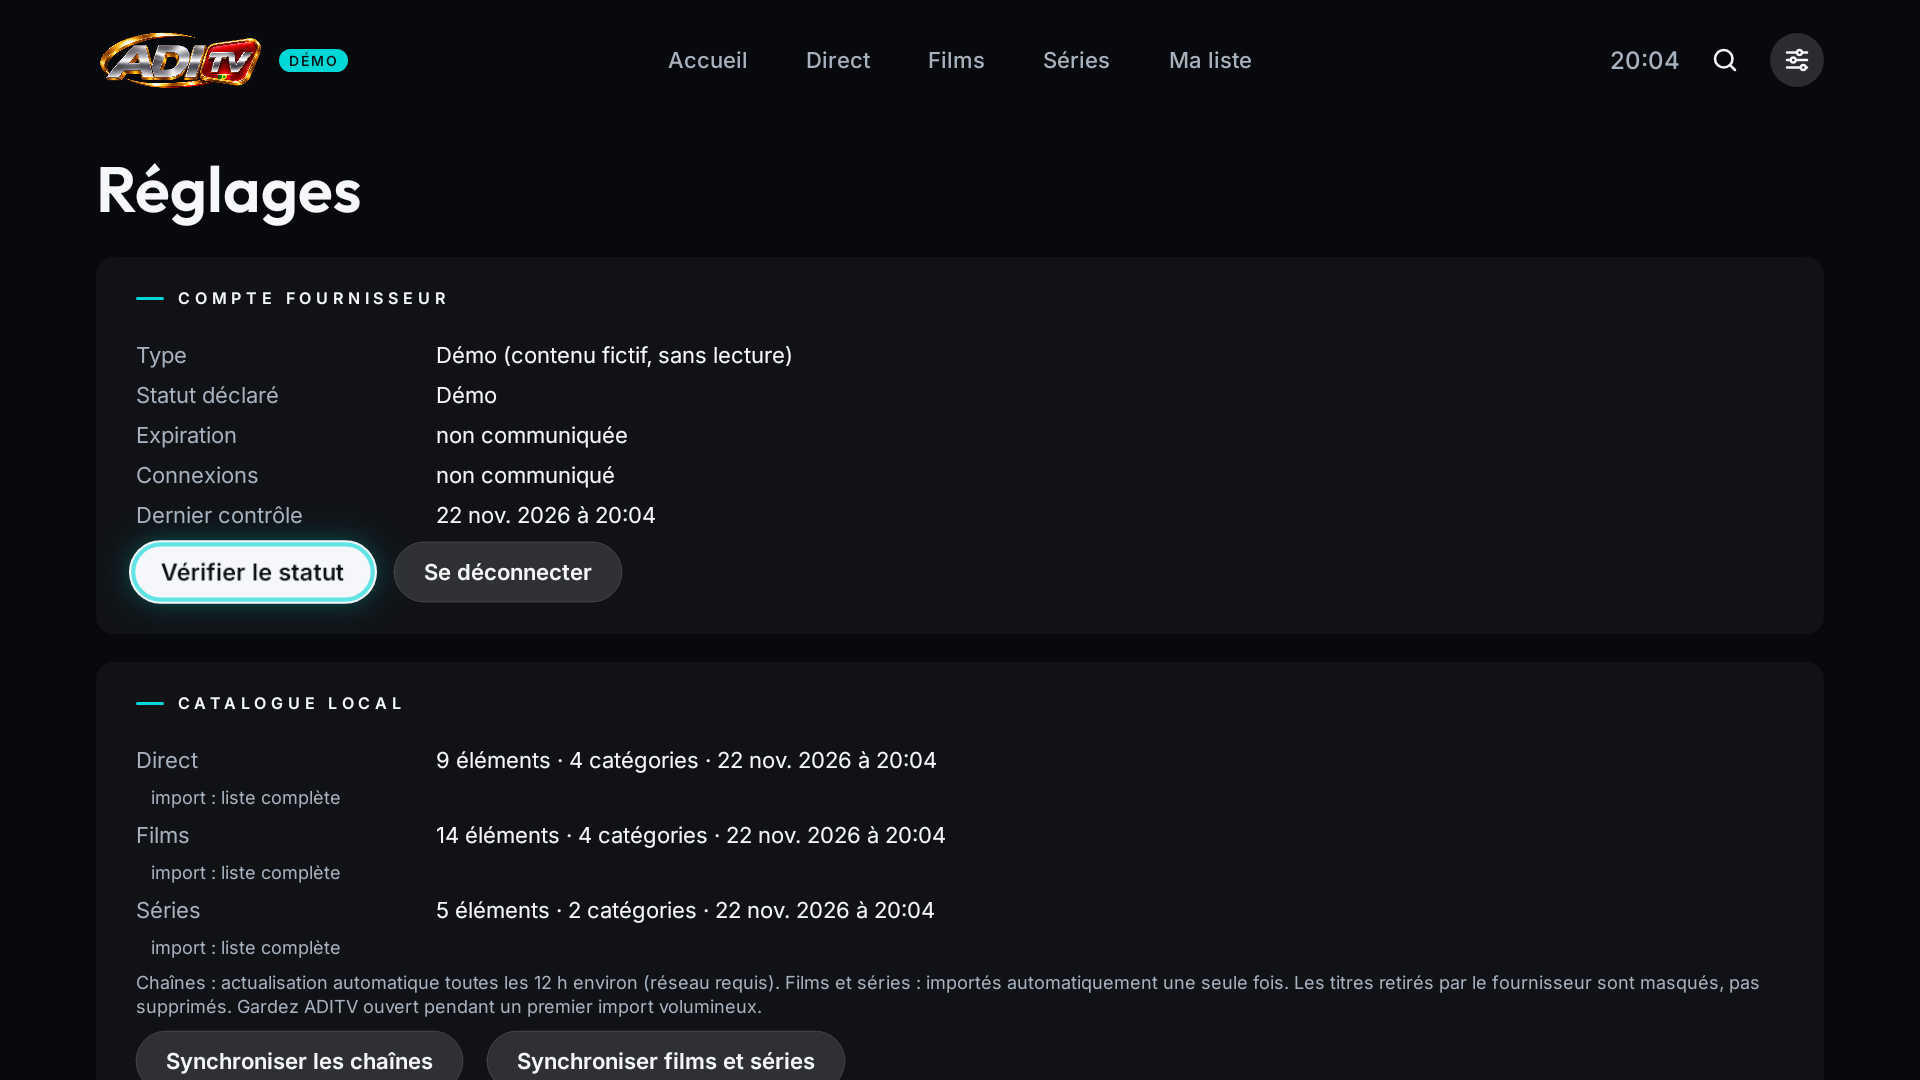 ADITV
DÉMO
Accueil
Direct
Films
Séries
Ma liste
20:04
Réglages
COMPTE FOURNISSEUR
Type Démo (contenu fictif, sans lecture)
Statut déclaré Démo
Expiration non communiquée
Connexions non communiqué
Dernier contrôle 22 nov. 2026 à 20:04
Vérifier le statut
Se déconnecter
CATALOGUE LOCAL
Direct 9 éléments · 4 catégories · 22 nov. 2026 à 20:04
import : liste complète
Films 14 éléments · 4 catégories · 22 nov. 2026 à 20:04
import : liste complète
Séries 5 éléments · 2 catégories · 22 nov. 2026 à 20:04
import : liste complète
Chaînes : actualisation automatique toutes les 12 h environ (réseau requis). Films et séries : importés automatiquement une seule fois. Les titres retirés par le fournisseur sont masqués, pas
supprimés. Gardez ADITV ouvert pendant un premier import volumineux.
Synchroniser les chaînes
Synchroniser films et séries